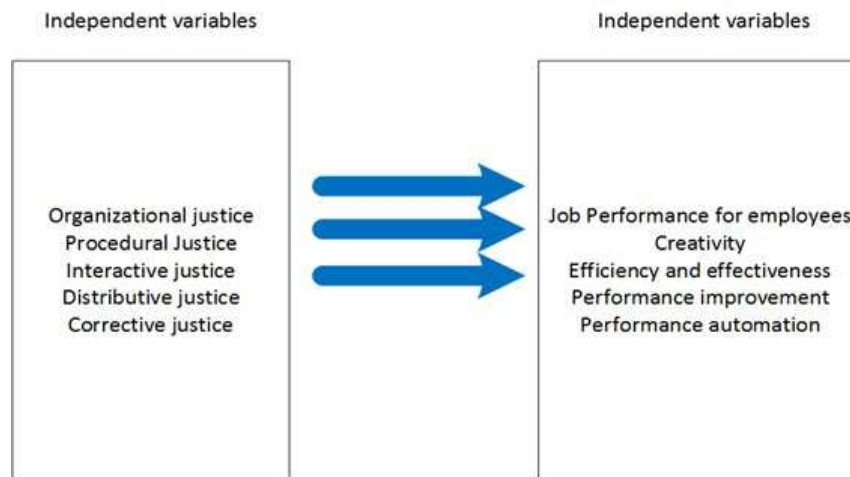 Independent variables
Independent variables
Organizational justice
Procedural Justice
Interactive justice
Distributive justice
Corrective justice
Job Performance for employees
Creativity
Efficiency and effectiveness
Performance improvement
Performance automation